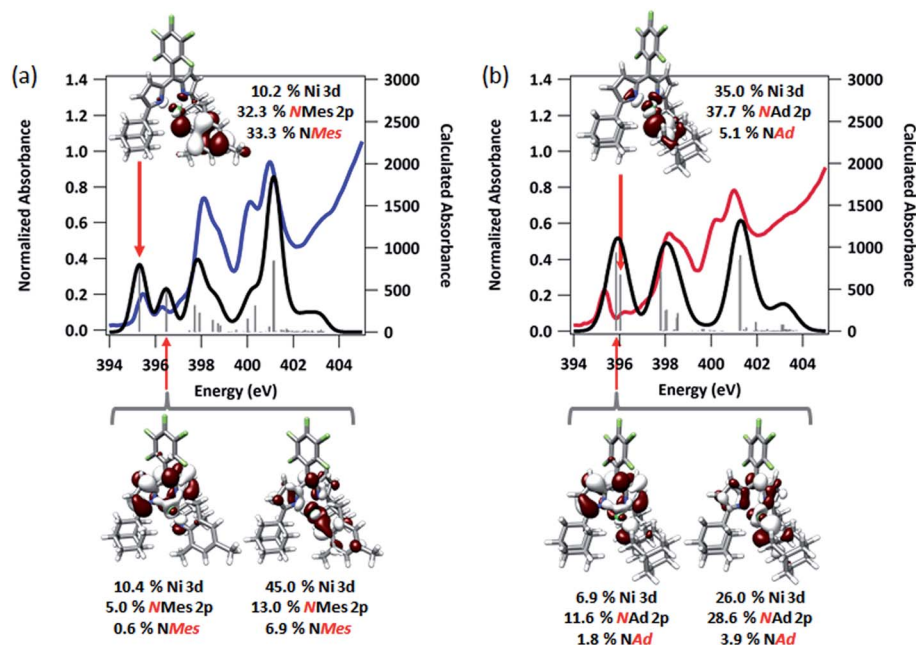 (a)
10.2 % Ni 3d
32.3 % NMes 2p
33.3 % NMes
Normalized Absorbance
1.4
1.2
1.0
0.8
0.6
0.4
0.2
0.0
3000
2500
2000
1500
1000
500
0
Calculated Absorbance
394 396 398 400 402 404
Energy (eV)
10.4 % Ni 3d
5.0 % NMes 2p
0.6 % NMes
45.0 % Ni 3d
13.0 % NMes 2p
6.9 % NMes
(b)
35.0 % Ni 3d
37.7 % NAd 2p
5.1 % NAd
Normalized Absorbance
1.4
1.2
1.0
0.8
0.6
0.4
0.2
0.0
3000
2500
2000
1500
1000
500
0
Calculated Absorbance
394 396 398 400 402 404
Energy (eV)
6.9 % Ni 3d
11.6 % NAd 2p
1.8 % NAd
26.0 % Ni 3d
28.6 % NAd 2p
3.9 % NAd